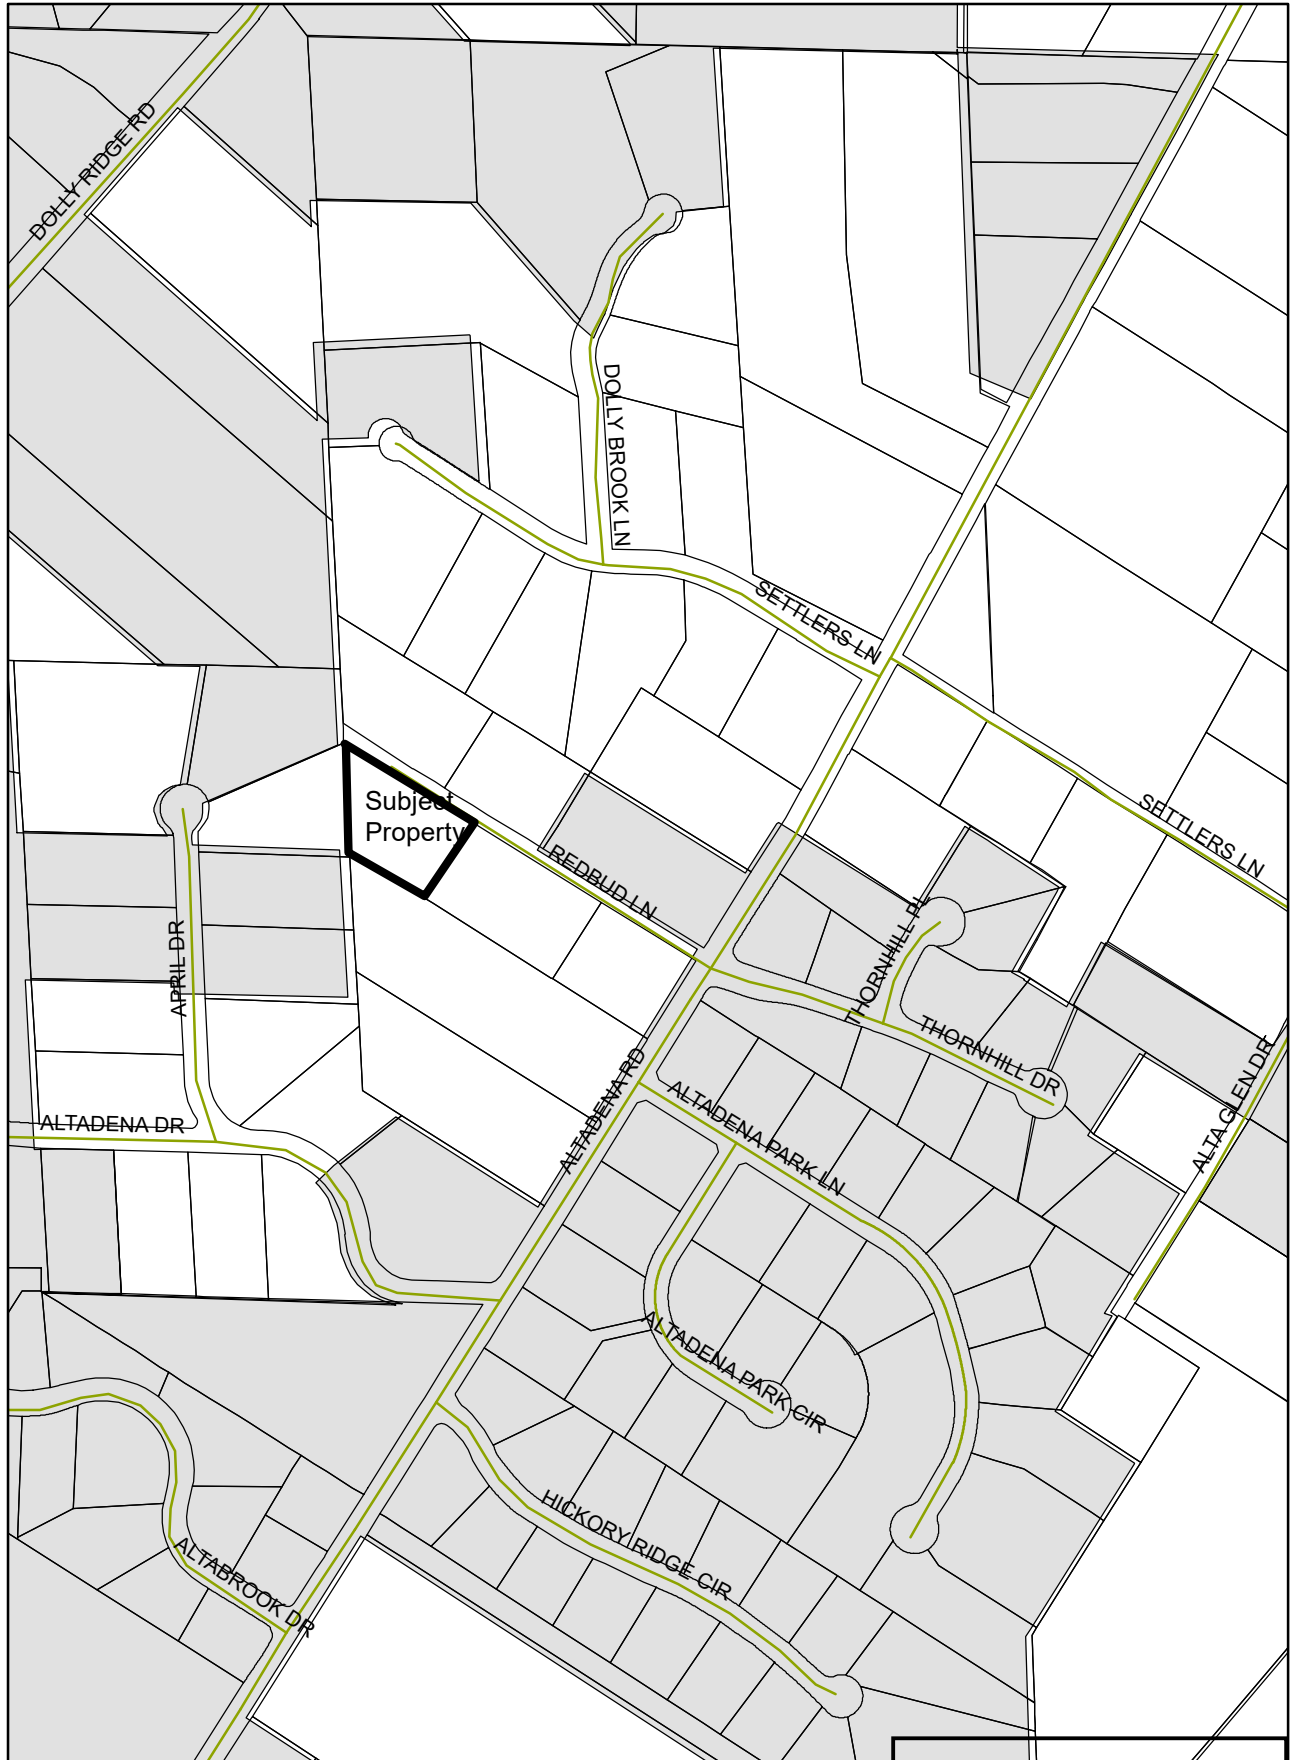 DOLLY RIDGE RD
DOLLY BROOK LN
SETTLERS LN
SETTLERS LN
Subject
Property
REDBUD LN
APRIL DR
THORNHILL PL
THORNHILL DR
ALTADENA RD
ALTADENA DR
ALTADENA PARK LN
ALTA GLEN DR
ALTADENA PARK CIR
HICKORY RIDGE CIR
ALTABROOK DR